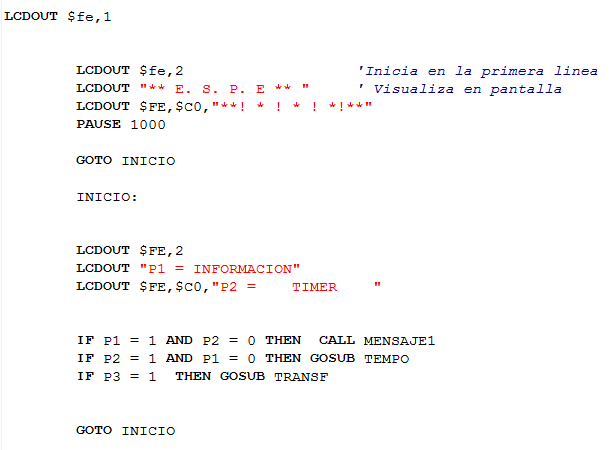 LCDOUT $fe,1
LCDOUT $fe,2 'Inicia en la primera linea
LCDOUT "** E. S. P. E ** " ' Visualiza en pantalla
LCDOUT $FE,$C0,"**! * ! * ! *!**"
PAUSE 1000
GOTO INICIO
INICIO:
LCDOUT $FE,2
LCDOUT "P1 = INFORMACION"
LCDOUT $FE,$C0,"P2 =    TIMER    "
IF P1 = 1 AND P2 = 0 THEN  CALL MENSAJE1
IF P2 = 1 AND P1 = 0 THEN GOSUB TEMPO
IF P3 = 1  THEN GOSUB TRANSF
GOTO INICIO